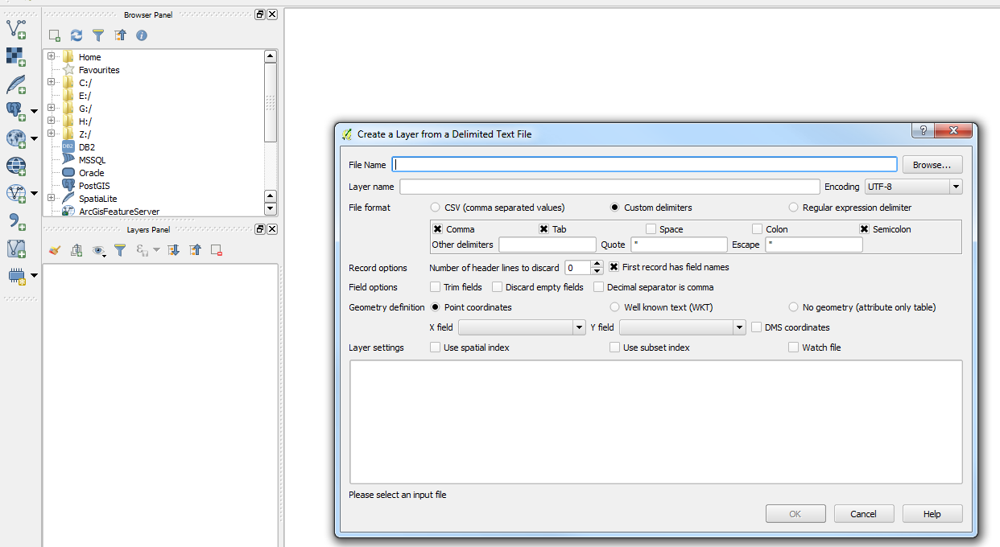 Browser Panel
Home
Favourites
C:/
E:/
G:/
H:/
Z:/
DB2 DB2
MSSQL
Oracle
PostGIS
SpatiaLite
ArcGisFeatureServer
Layers Panel
Create a Layer from a Delimited Text File
File Name Browse...
Layer name Encoding UTF-8
File format CSV (comma separated values) Custom delimiters Regular expression delimiter
Comma Tab Space Colon Semicolon
Other delimiters Quote " Escape "
Record options Number of header lines to discard 0 First record has field names
Field options Trim fields Discard empty fields Decimal separator is comma
Geometry definition Point coordinates Well known text (WKT) No geometry (attribute only table)
X field Y field DMS coordinates
Layer settings Use spatial index Use subset index Watch file
Please select an input file
OK Cancel Help